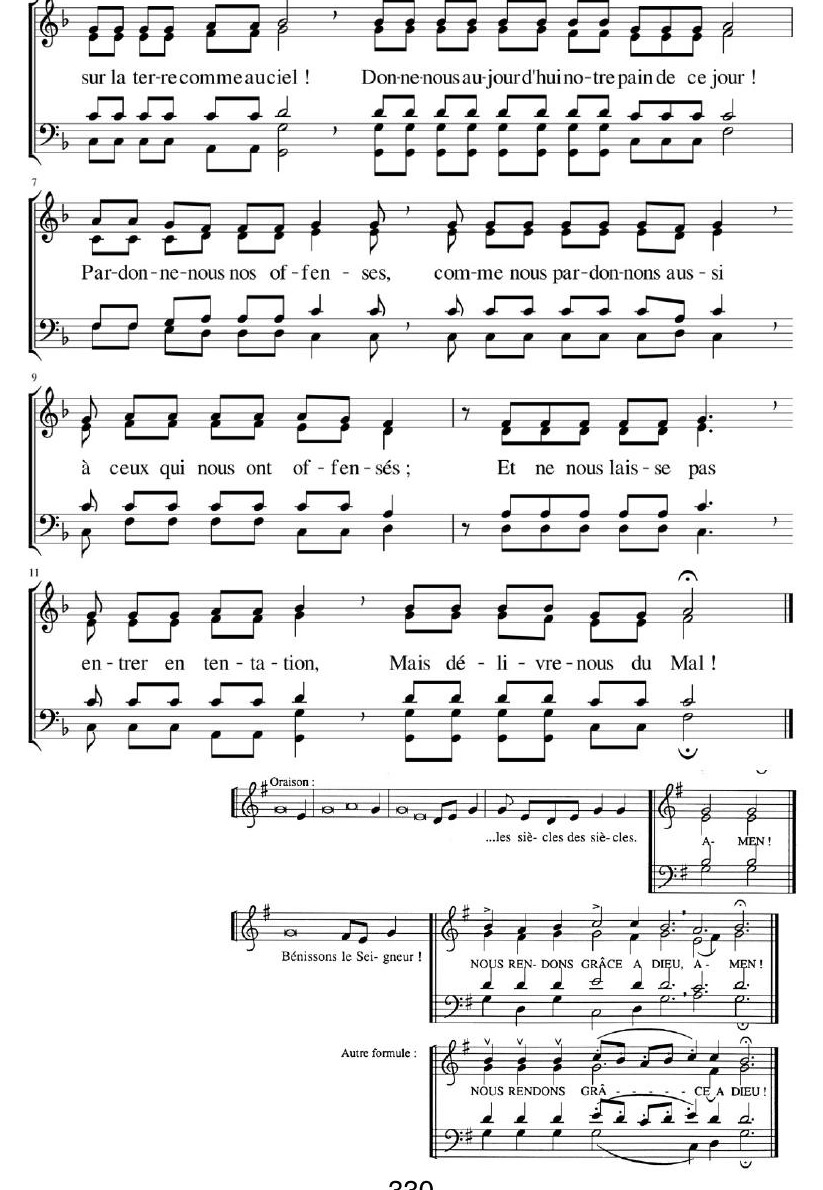 sur la ter-re comme au ciel ! Don-ne-nous au-jour d'hui no-tre pain de ce jour !
7
Par-don-ne-nous nos of-fen-ses, com-me nous par-don-nons aus-si
9
à ceux qui nous ont of-fen-sés ; Et ne nous lais-se pas
11
en-trer en ten-ta-tion, Mais dé-li-vre-nous du Mal !
Oraison :
...les siè-cles des siè-cles. A- MEN !
Bénissons le Sei-gneur ! NOUS REN-DONS GRÂCE A DIEU, A-MEN !
Autre formule :
NOUS RENDONS GRÂ - - - - - CE A DIEU !